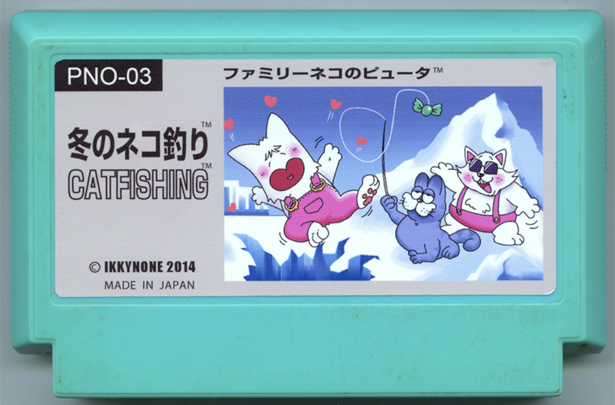 PNO-03
ファミリーネコのピュータ™
冬のネコ釣り™
CATFISHING™
© IKKYNONE 2014
MADE IN JAPAN